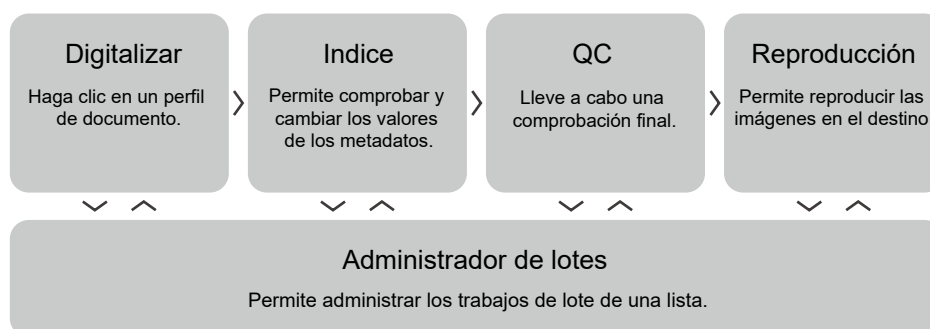 Digitalizar
Haga clic en un perfil
de documento.
Indice
Permite comprobar y
cambiar los valores
de los metadatos.
QC
Lleve a cabo una
comprobación final.
Reproducción
Permite reproducir las
imágenes en el destino.
Administrador de lotes
Permite administrar los trabajos de lote de una lista.